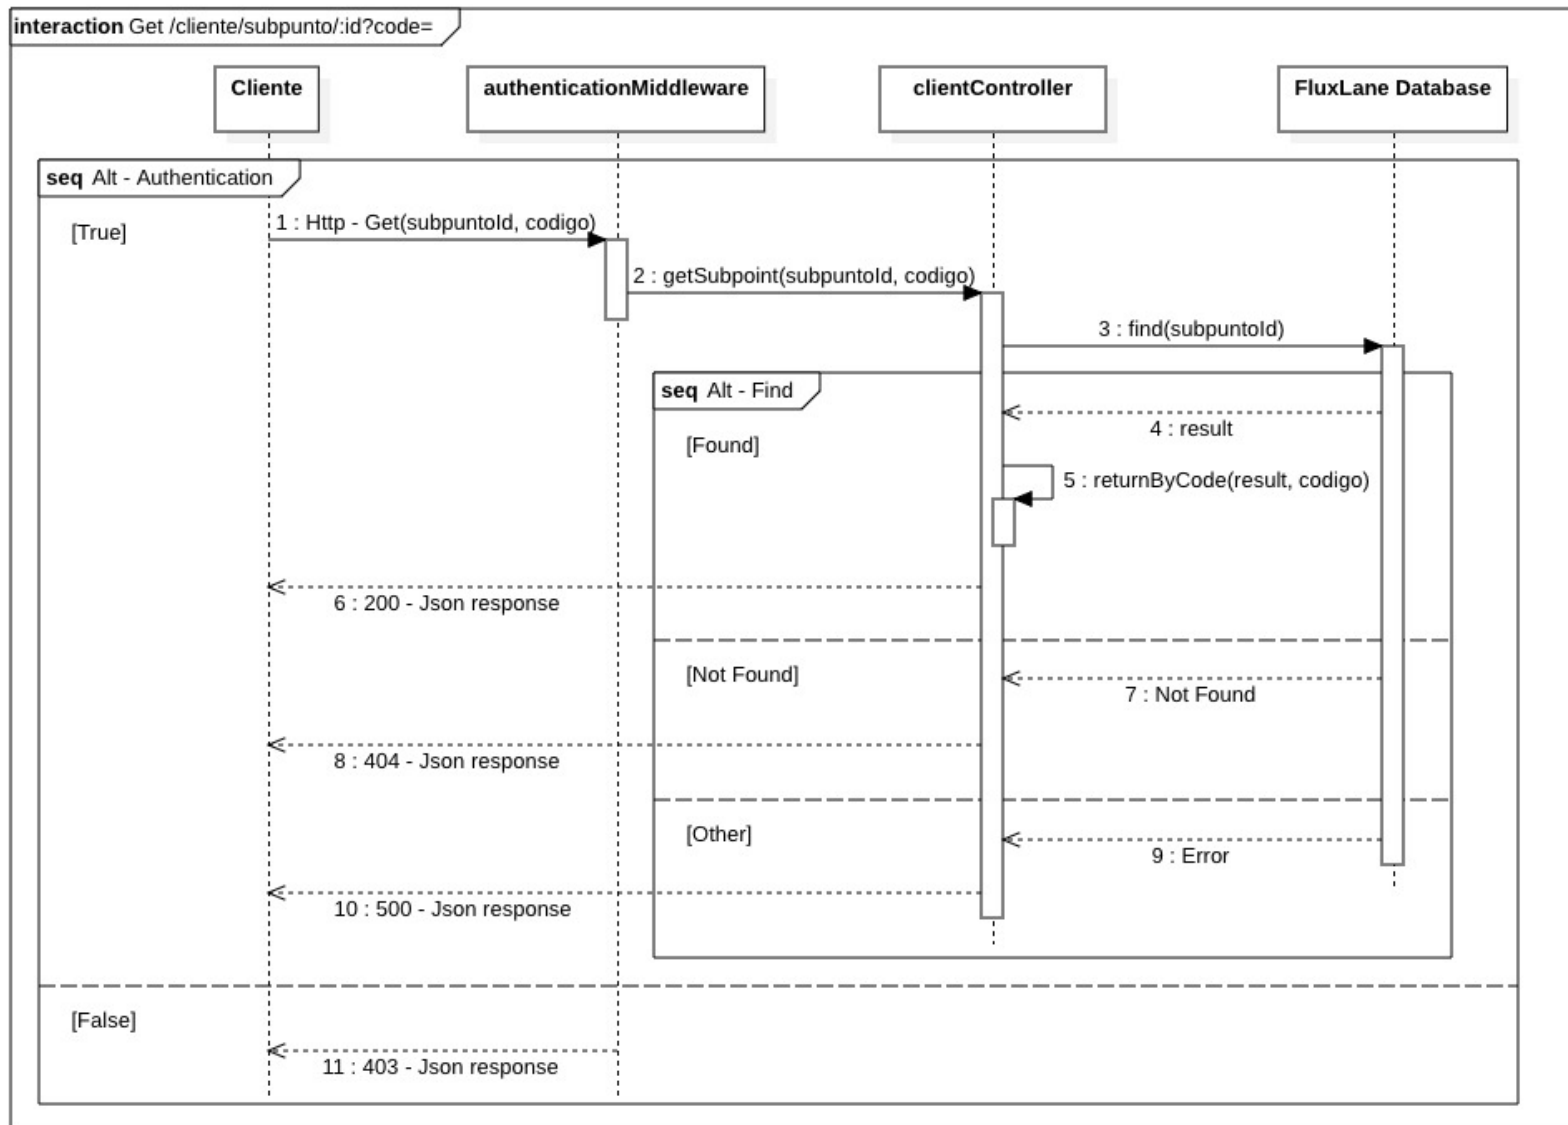 interaction Get /cliente/subpunto/:id?code=
Cliente
authenticationMiddleware
clientController
FluxLane Database
seq Alt - Authentication
[True]
1 : Http - Get(subpuntoId, codigo)
2 : getSubpoint(subpuntoId, codigo)
3 : find(subpuntoId)
seq Alt - Find
[Found]
4 : result
5 : returnByCode(result, codigo)
6 : 200 - Json response
[Not Found]
7 : Not Found
8 : 404 - Json response
[Other]
9 : Error
10 : 500 - Json response
[False]
11 : 403 - Json response